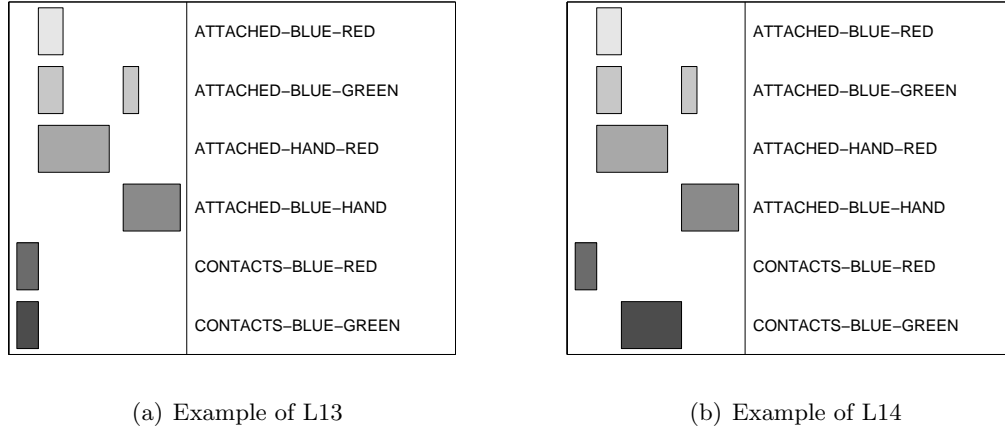 ATTACHED−BLUE−RED
ATTACHED−BLUE−GREEN
ATTACHED−HAND−RED
ATTACHED−BLUE−HAND
CONTACTS−BLUE−RED
CONTACTS−BLUE−GREEN
(a) Example of L13
ATTACHED−BLUE−RED
ATTACHED−BLUE−GREEN
ATTACHED−HAND−RED
ATTACHED−BLUE−HAND
CONTACTS−BLUE−RED
CONTACTS−BLUE−GREEN
(b) Example of L14